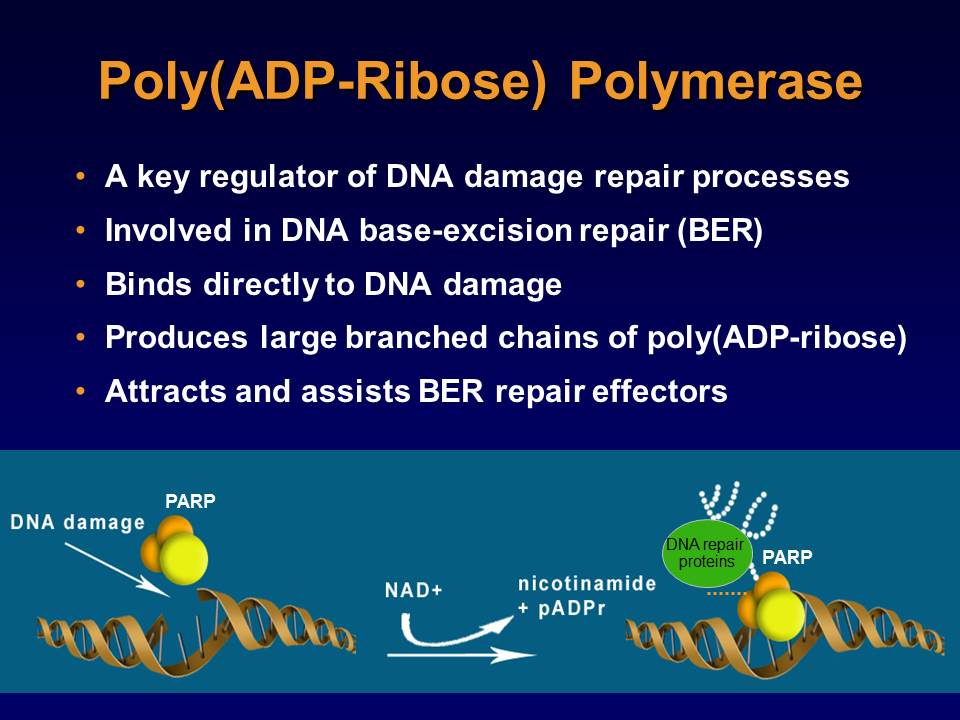 Poly(ADP-Ribose) Polymerase
• A key regulator of DNA damage repair processes
• Involved in DNA base-excision repair (BER)
• Binds directly to DNA damage
• Produces large branched chains of poly(ADP-ribose)
• Attracts and assists BER repair effectors
PARP
DNA damage
NAD+
nicotinamide
+ pADPr
DNA repair
proteins
PARP